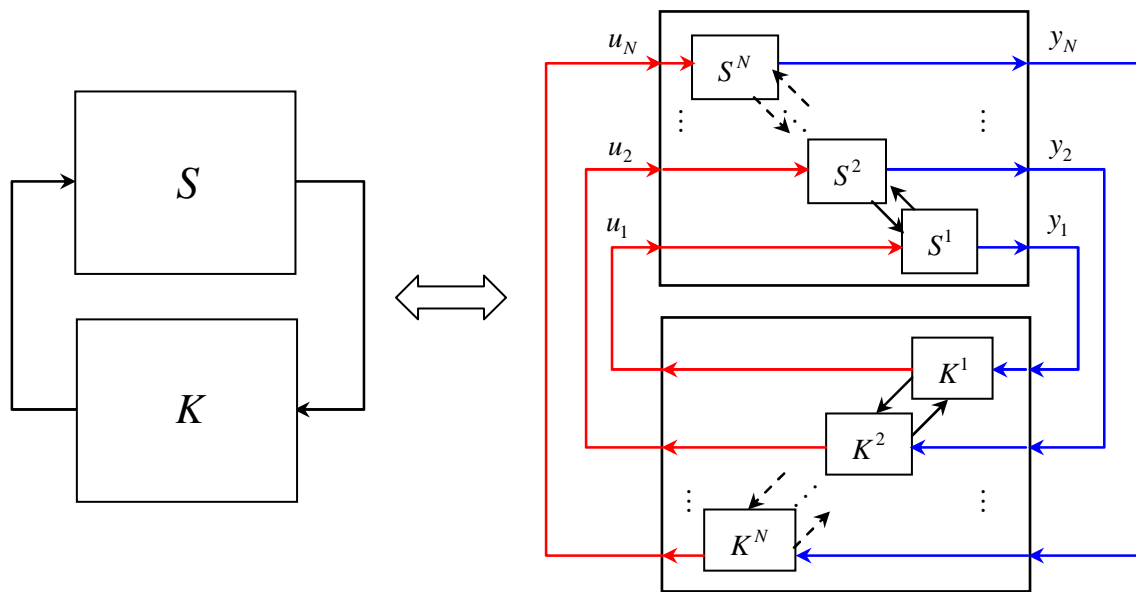 S
K
u_N
S^N
y_N
⋮
⋱
⋮
u_2
S^2
y_2
u_1
S^1
y_1
K^1
K^2
⋮
⋰
⋮
K^N